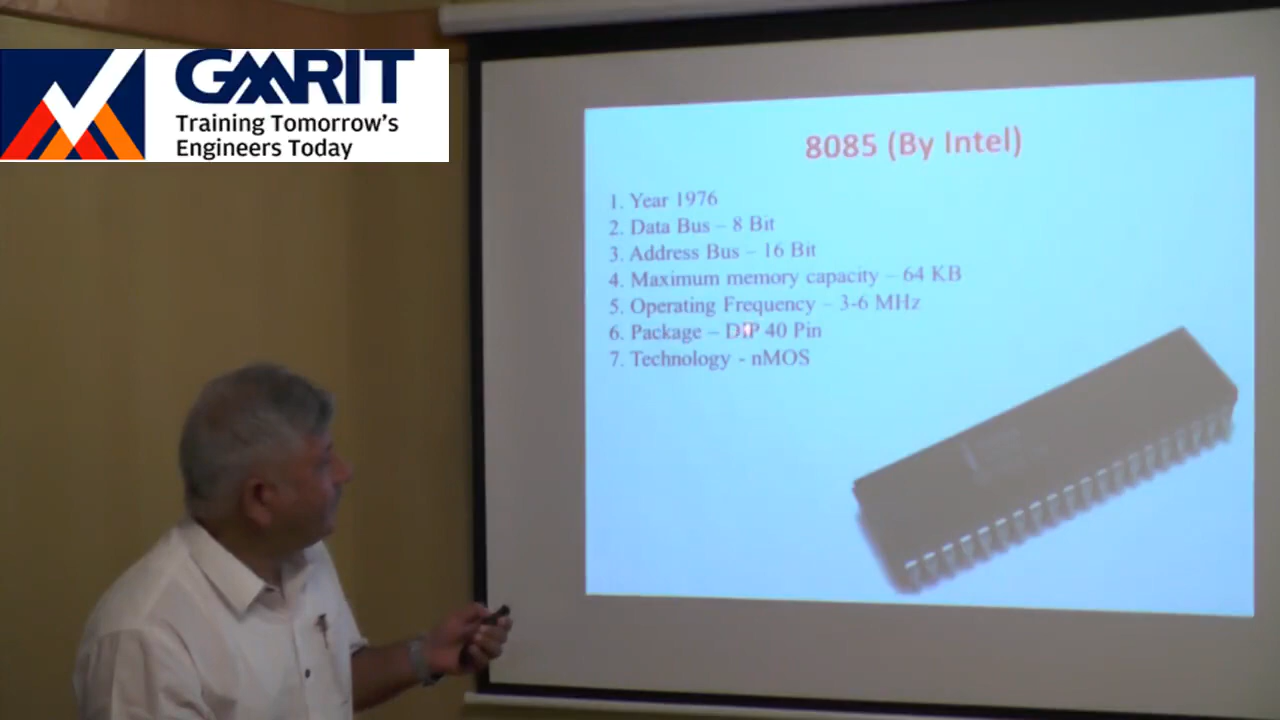 GMRIT
Training Tomorrow's
Engineers Today
8085 (By Intel)
1. Year 1976
2. Data Bus – 8 Bit
3. Address Bus – 16 Bit
4. Maximum memory capacity – 64 KB
5. Operating Frequency – 3-6 MHz
6. Package – DIP 40 Pin
7. Technology - nMOS